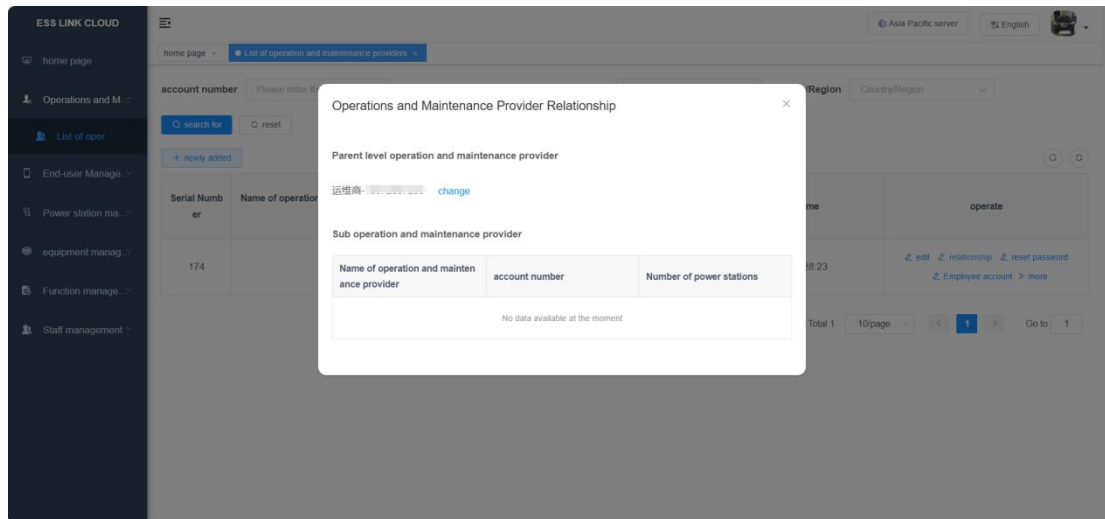 ESS LINK CLOUD
Asia Pacific server
English
home page
home page
List of operation and maintenance providers
Operations and M...
account number
Please enter th
/Region
Country/Region
List of oper...
search for
reset
+ newly added
End-user Manage...
Power station ma...
equipment manag
Function manage...
Staff management
Serial Numb
er
Name of operation
me
operate
174
28:23
edit
relationship
reset password
Employee account
more
Total 1
10/page
1
Go to
1
Operations and Maintenance Provider Relationship
Parent level operation and maintenance provider
运维商-
change
Sub operation and maintenance provider
Name of operation and mainten
ance provider
account number
Number of power stations
No data available at the moment